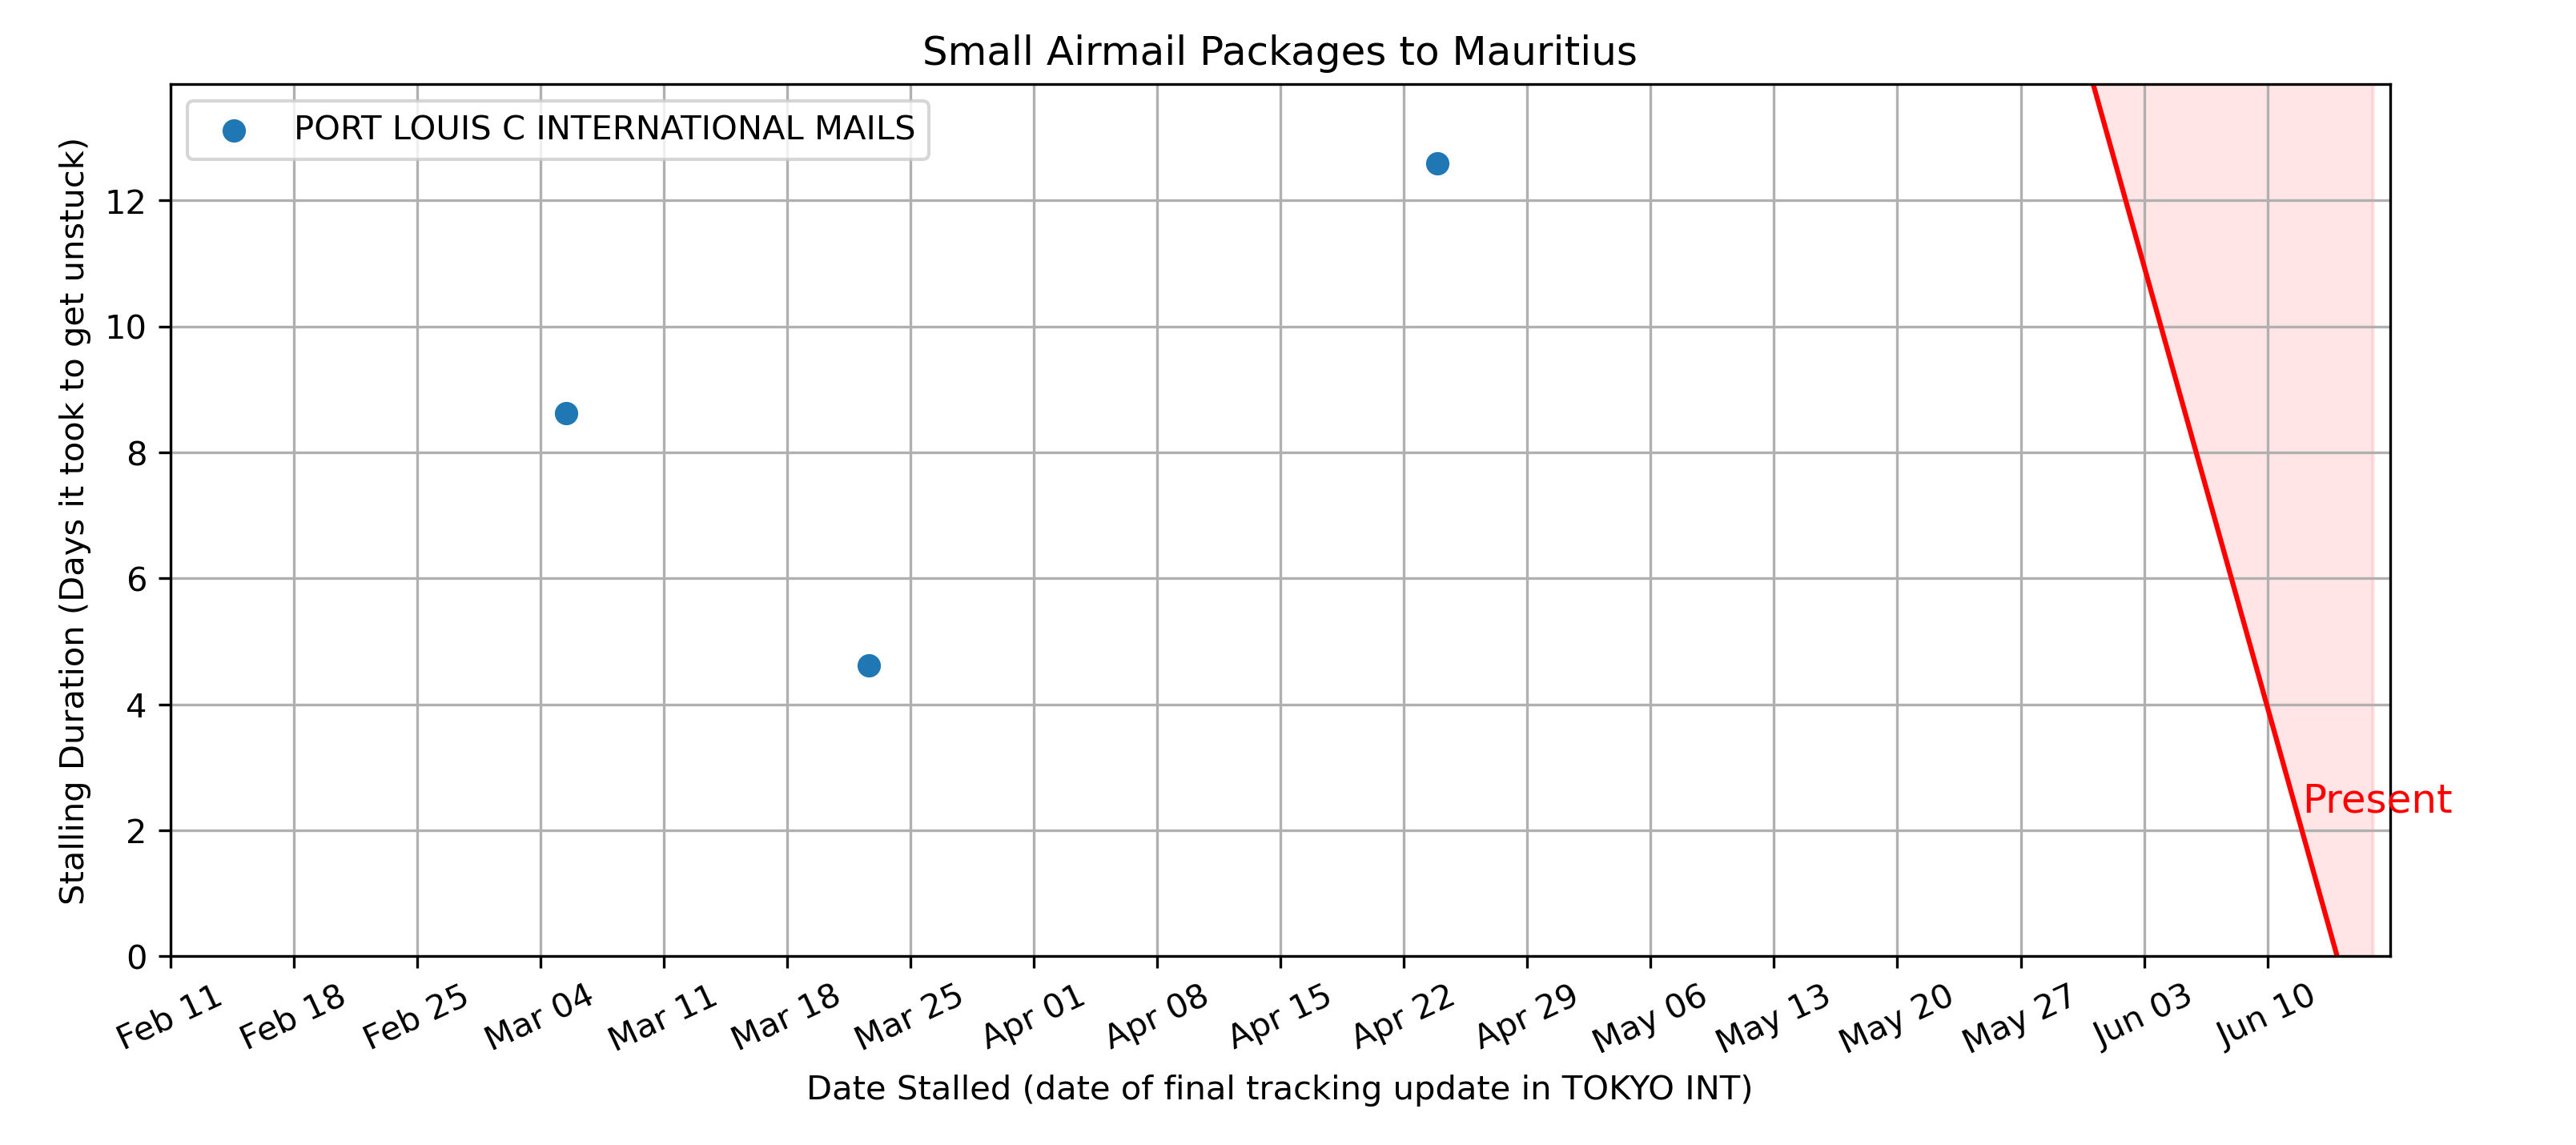 Small Airmail Packages to Mauritius
PORT LOUIS C INTERNATIONAL MAILS
Stalling Duration (Days it took to get unstuck)
12
10
8
6
4
2
0
Present
Feb 11
Feb 18
Feb 25
Mar 04
Mar 11
Mar 18
Mar 25
Apr 01
Apr 08
Apr 15
Apr 22
Apr 29
May 06
May 13
May 20
May 27
Jun 03
Jun 10
Date Stalled (date of final tracking update in TOKYO INT)